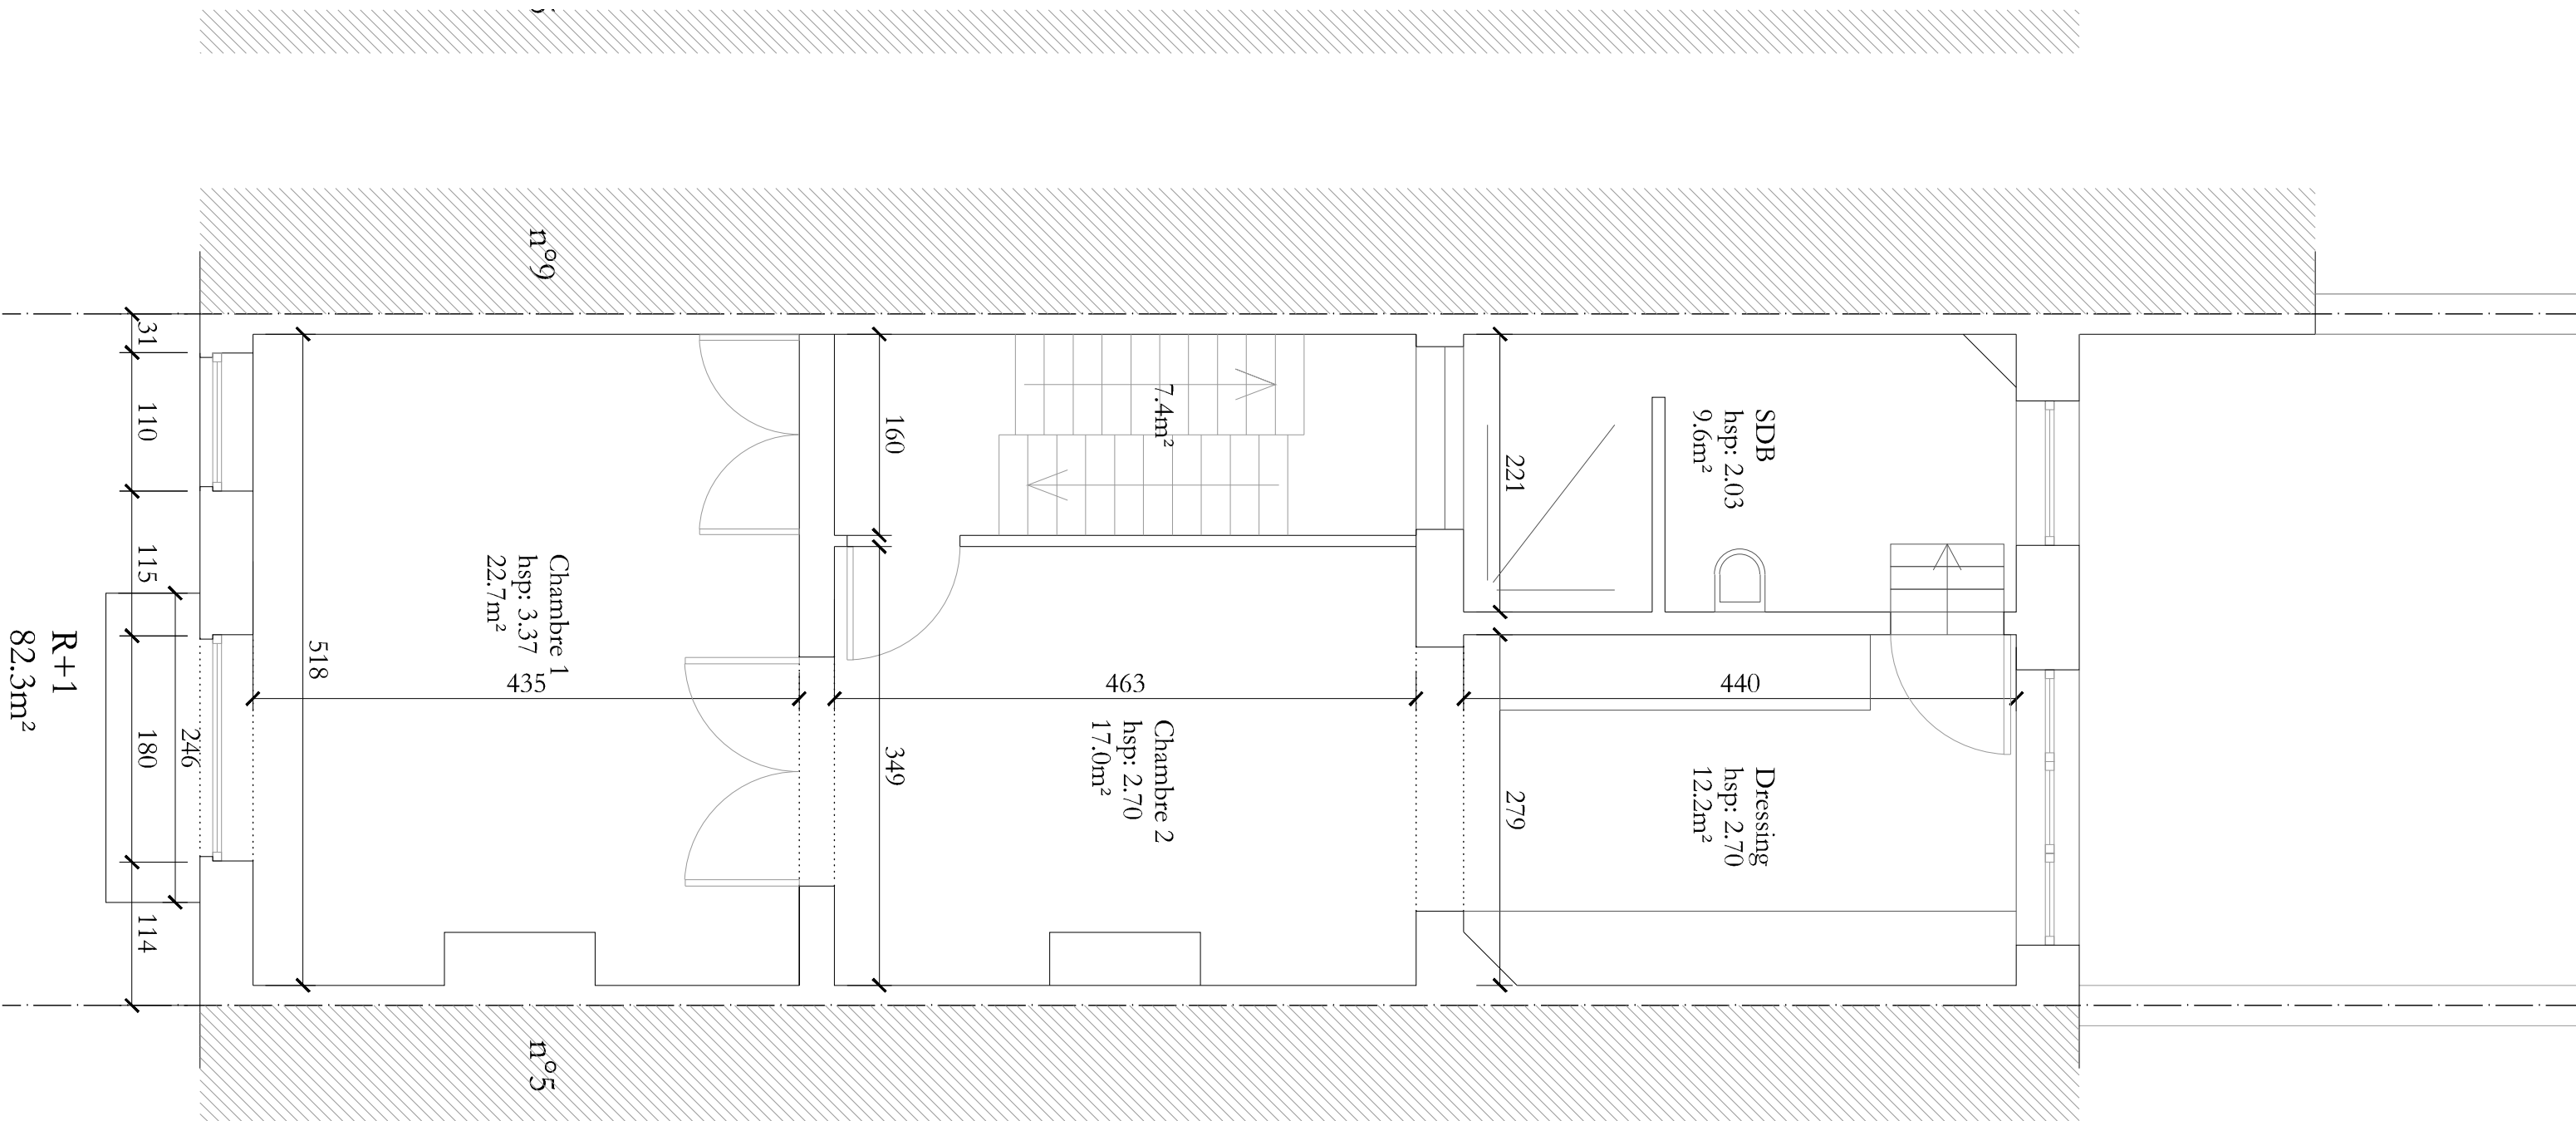 n°9
31
110
115
180
114
246
R+1
82.3m²
518
Chambre 1
hsp: 3.37
22.7m²
435
160
7.4m²
349
463
Chambre 2
hsp: 2.70
17.0m²
221
SDB
hsp: 2.03
9.6m²
440
279
Dressing
hsp: 2.70
12.2m²
n°5